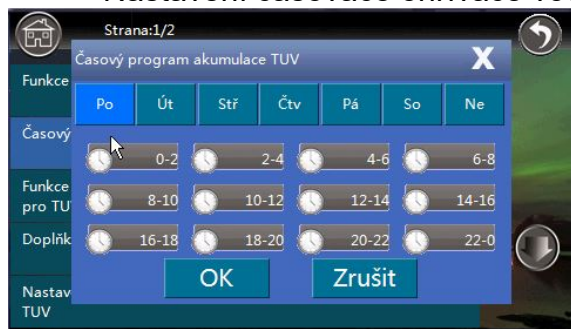 Strana:1/2
Časový program akumulace TUV
X
Funkce
Po Út Stř Čtv Pá So Ne
Časový
0-2 2-4 4-6 6-8
Funkce
pro TU
8-10 10-12 12-14 14-16
Doplňk
16-18 18-20 20-22 22-0
OK Zrušit
Nastav
TUV